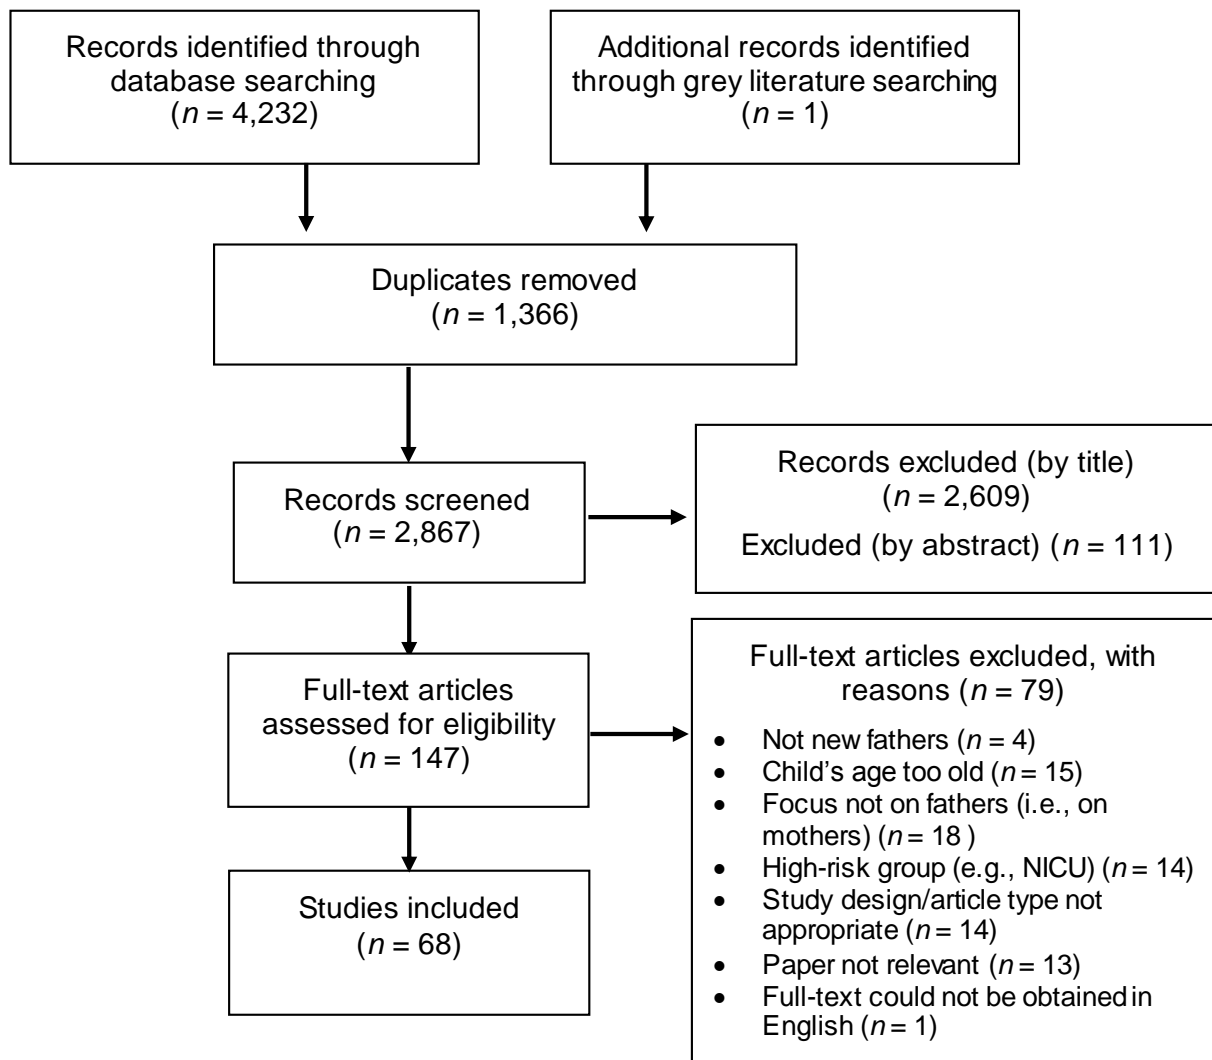 Records identified through
database searching
(n = 4,232)
Additional records identified
through grey literature searching
(n = 1)
Duplicates removed
(n = 1,366)
Records screened
(n = 2,867)
Records excluded (by title)
(n = 2,609)
Excluded (by abstract) (n = 111)
Full-text articles
assessed for eligibility
(n = 147)
Full-text articles excluded, with
reasons (n = 79)
• Not new fathers (n = 4)
• Child's age too old (n = 15)
• Focus not on fathers (i.e., on
mothers) (n = 18 )
• High-risk group (e.g., NICU) (n = 14)
• Study design/article type not
appropriate (n = 14)
• Paper not relevant (n = 13)
• Full-text could not be obtained in
English (n = 1)
Studies included
(n = 68)